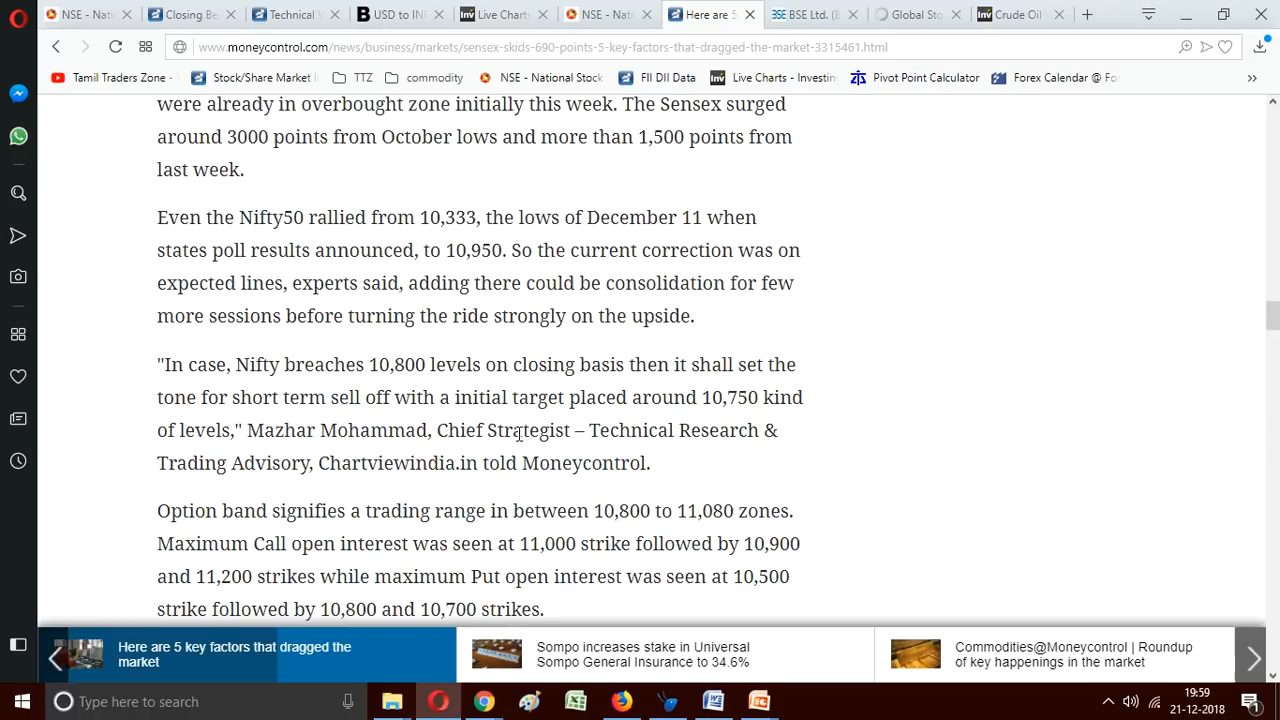 NSE - Nati
Closing Be
Technical
USD to INI
Live Charts
NSE - Nati
Here are 5
BSE Ltd. (B
Global Sto
Crude Oil
www.moneycontrol.com/news/business/markets/sensex-skids-690-points-5-key-factors-that-dragged-the-market-3315461.html
Tamil Traders Zone -
Stock/Share Market
TTZ
commodity
NSE - National Stock
FII DII Data
Live Charts - Investin
Pivot Point Calculator
Forex Calendar @ Fo
were already in overbought zone initially this week. The Sensex surged
around 3000 points from October lows and more than 1,500 points from
last week.
Even the Nifty50 rallied from 10,333, the lows of December 11 when
states poll results announced, to 10,950. So the current correction was on
expected lines, experts said, adding there could be consolidation for few
more sessions before turning the ride strongly on the upside.
"In case, Nifty breaches 10,800 levels on closing basis then it shall set the
tone for short term sell off with a initial target placed around 10,750 kind
of levels," Mazhar Mohammad, Chief Strategist – Technical Research &
Trading Advisory, Chartviewindia.in told Moneycontrol.
Option band signifies a trading range in between 10,800 to 11,080 zones.
Maximum Call open interest was seen at 11,000 strike followed by 10,900
and 11,200 strikes while maximum Put open interest was seen at 10,500
strike followed by 10,800 and 10,700 strikes.
Here are 5 key factors that dragged the
market
Sompo increases stake in Universal
Sompo General Insurance to 34.6%
Commodities@Moneycontrol | Roundup
of key happenings in the market
Type here to search
19:59
21-12-2018